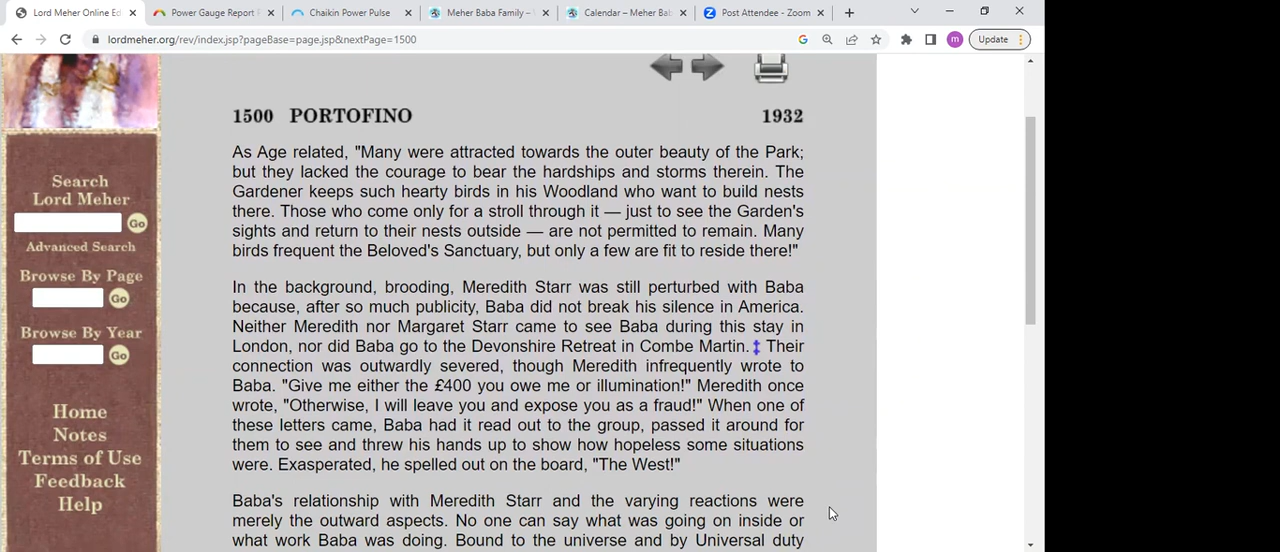 Lord Meher Online Ed
Power Gauge Report
Chaikin Power Pulse
Meher Baba Family –
Calendar – Meher Ba
Post Attendee - Zoom
lordmeher.org/rev/index.jsp?pageBase=page.jsp&nextPage=1500
m
Update
1500 PORTOFINO 1932
As Age related, "Many were attracted towards the outer beauty of the Park;
but they lacked the courage to bear the hardships and storms therein. The
Gardener keeps such hearty birds in his Woodland who want to build nests
there. Those who come only for a stroll through it — just to see the Garden's
sights and return to their nests outside — are not permitted to remain. Many
birds frequent the Beloved's Sanctuary, but only a few are fit to reside there!"
In the background, brooding, Meredith Starr was still perturbed with Baba
because, after so much publicity, Baba did not break his silence in America.
Neither Meredith nor Margaret Starr came to see Baba during this stay in
London, nor did Baba go to the Devonshire Retreat in Combe Martin.‡ Their
connection was outwardly severed, though Meredith infrequently wrote to
Baba. "Give me either the £400 you owe me or illumination!" Meredith once
wrote, "Otherwise, I will leave you and expose you as a fraud!" When one of
these letters came, Baba had it read out to the group, passed it around for
them to see and threw his hands up to show how hopeless some situations
were. Exasperated, he spelled out on the board, "The West!"
Baba's relationship with Meredith Starr and the varying reactions were
merely the outward aspects. No one can say what was going on inside or
what work Baba was doing. Bound to the universe and by Universal duty
Search
Lord Meher
Go
Advanced Search
Browse By Page
Go
Browse By Year
Go
Home
Notes
Terms of Use
Feedback
Help